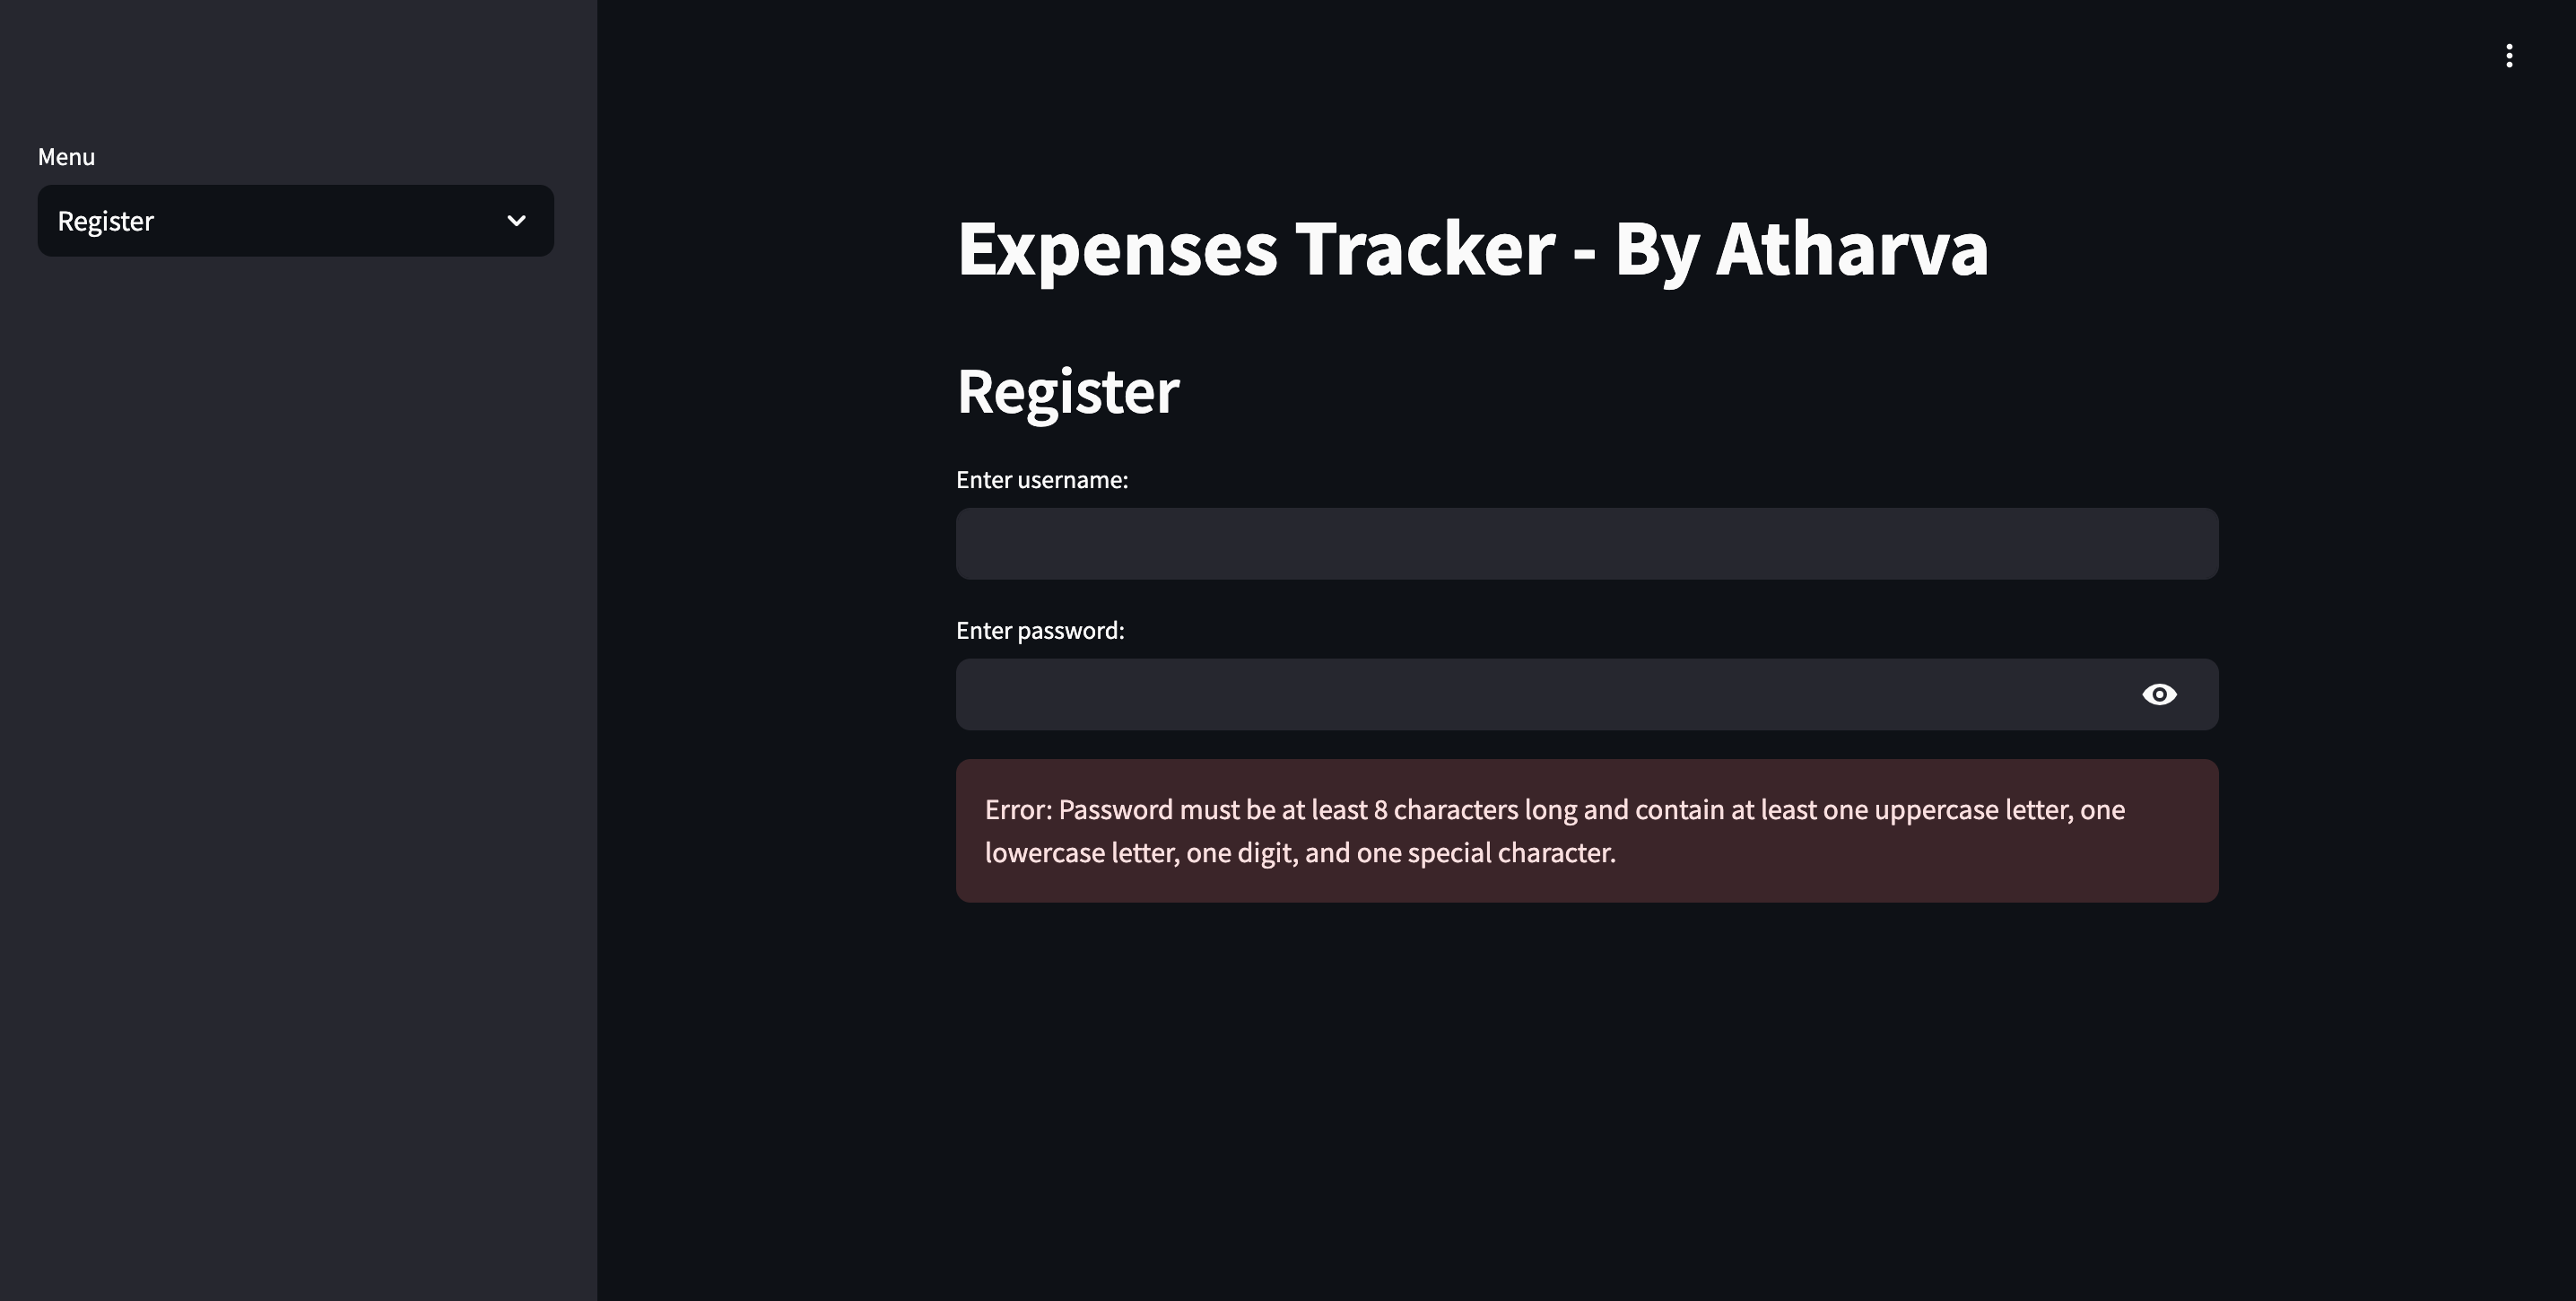 Menu
Register
Expenses Tracker - By Atharva
Register
Enter username:
Enter password:
Error: Password must be at least 8 characters long and contain at least one uppercase letter, one
lowercase letter, one digit, and one special character.